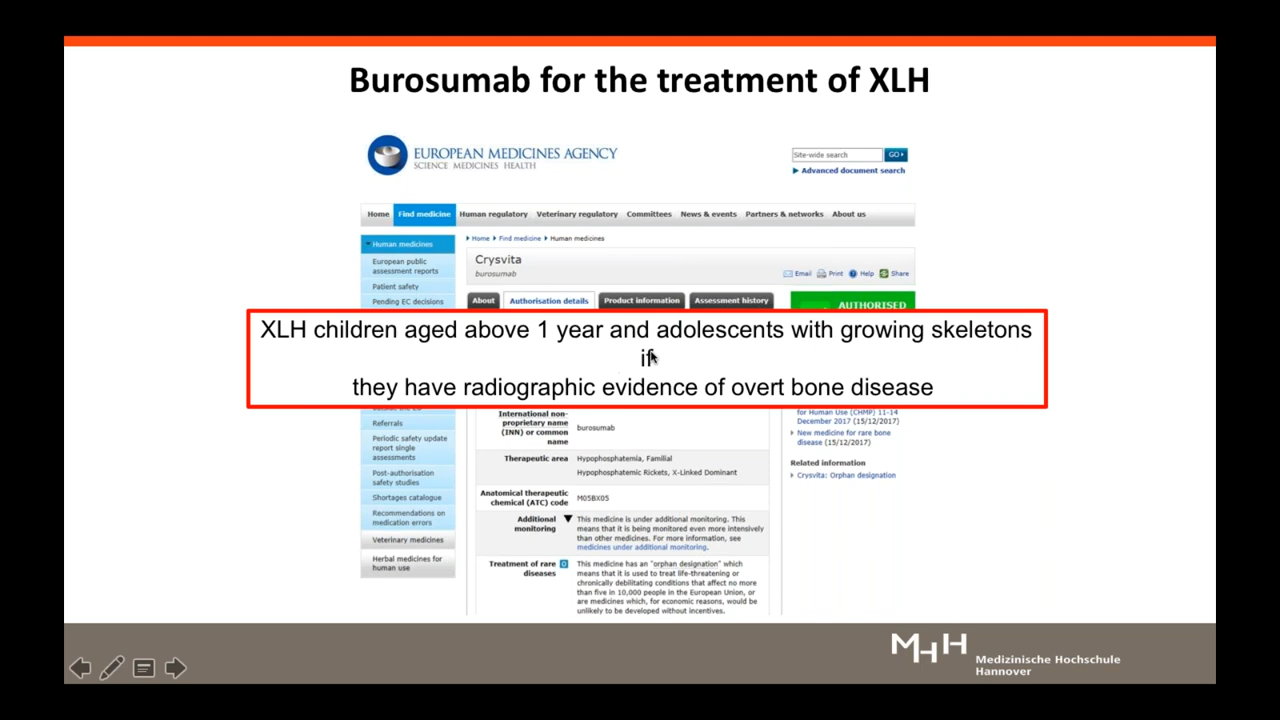 Burosumab for the treatment of XLH
EUROPEAN MEDICINES AGENCY
SCIENCE MEDICINES HEALTH
Site-wide search
GO
Advanced document search
Home Find medicine Human regulatory Veterinary regulatory Committees News & events Partners & networks About us
Human medicines
European public
assessment reports
Patient safety
Pending EC decisions
Home Find medicine Human medicines
Crysvita
burosumab
Email Print Help Share
About Authorisation details Product information Assessment history
AUTHORISED
XLH children aged above 1 year and adolescents with growing skeletons
if
they have radiographic evidence of overt bone disease
Referrals
Periodic safety update
report single
assessments
Post-authorisation
safety studies
Shortages catalogue
Recommendations on
medication errors
Veterinary medicines
Herbal medicines for
human use
International non-
proprietary name
(INN) or common
name
burosumab
Therapeutic area
Hypophosphatemia, Familial
Hypophosphatemic Rickets, X-Linked Dominant
Anatomical therapeutic
chemical (ATC) code
M05BX05
Additional
monitoring
This medicine is under additional monitoring. This
means that it is being monitored even more intensively
than other medicines. For more information, see
medicines under additional monitoring.
Treatment of rare
diseases
This medicine has an "orphan designation" which
means that it is used to treat life-threatening or
chronically debilitating conditions that affect no more
than five in 10,000 people in the European Union, or
are medicines which, for economic reasons, would be
unlikely to be developed without incentives.
for Human Use (CHMP) 11-14
December 2017 (15/12/2017)
New medicine for rare bone
disease (15/12/2017)
Related information
Crysvita: Orphan designation
MHH
Medizinische Hochschule
Hannover